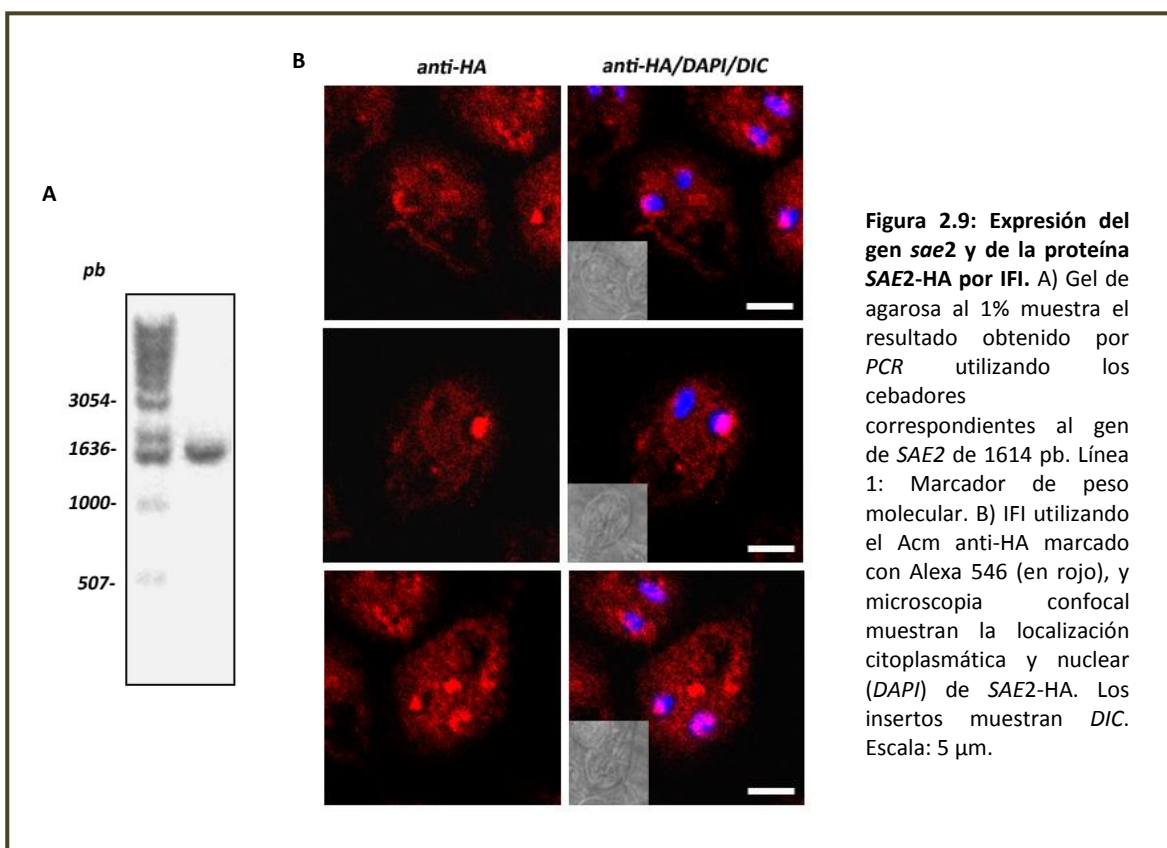 B
anti-HA
anti-HA/DAPI/DIC
A
pb
3054-
1636-
1000-
507-
Figura 2.9: Expresión del
gen sae2 y de la proteína
SAE2-HA por IFI. A) Gel de
agarosa al 1% muestra el
resultado obtenido por
PCR utilizando los
cebadores
correspondientes al gen
de SAE2 de 1614 pb. Línea
1: Marcador de peso
molecular. B) IFI utilizando
el Acm anti-HA marcado
con Alexa 546 (en rojo), y
microscopia confocal
muestran la localización
citoplasmática y nuclear
(DAPI) de SAE2-HA. Los
insertos muestran DIC.
Escala: 5 µm.